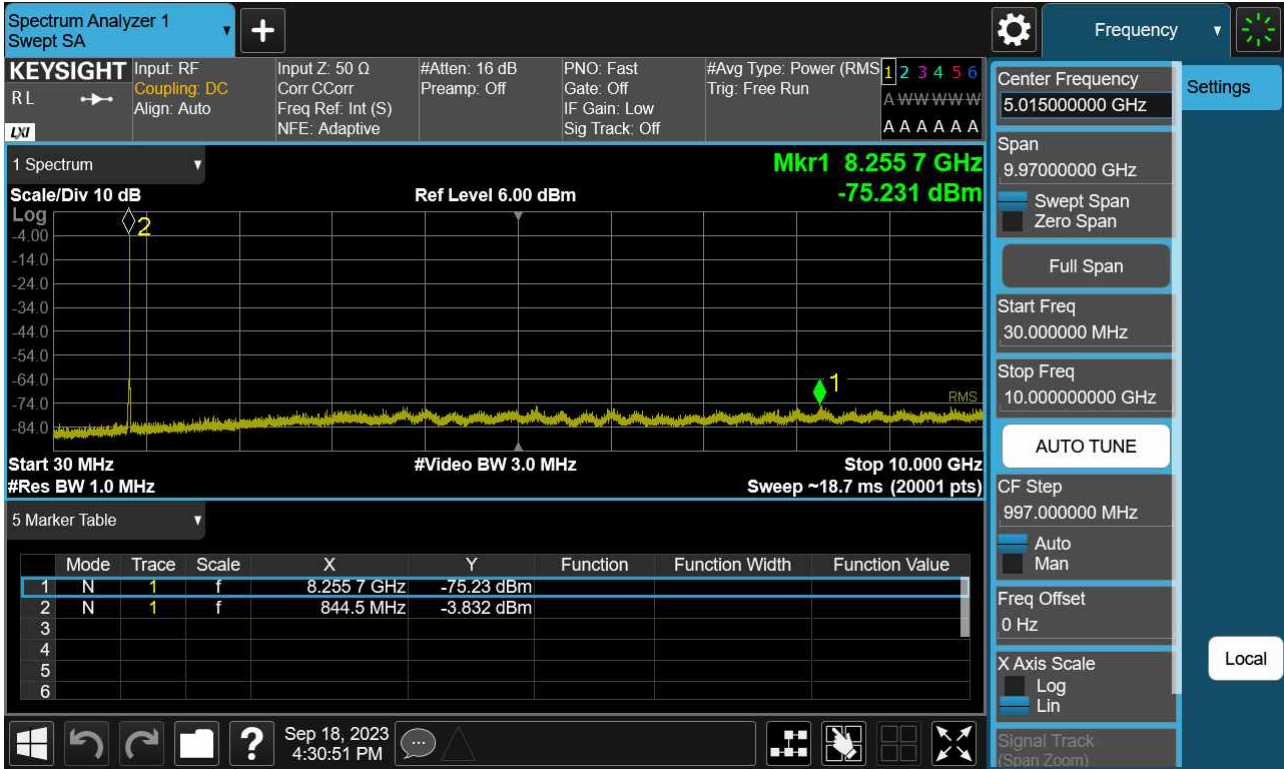 Spectrum Analyzer 1
Swept SA
Frequency
KEYSIGHT
R L
LXI
Input: RF
Coupling: DC
Align: Auto
Input Z: 50 Ω
Corr CCorr
Freq Ref: Int (S)
NFE: Adaptive
#Atten: 16 dB
Preamp: Off
PNO: Fast
Gate: Off
IF Gain: Low
Sig Track: Off
#Avg Type: Power (RMS
Trig: Free Run
1 2 3 4 5 6
A W W W W W
A A A A A A
1 Spectrum
Mkr1 8.255 7 GHz
-75.231 dBm
Scale/Div 10 dB
Ref Level 6.00 dBm
Log
2
-4.00
-14.0
-24.0
-34.0
-44.0
-54.0
-64.0
1
-74.0
RMS
-84.0
Start 30 MHz
#Video BW 3.0 MHz
Stop 10.000 GHz
#Res BW 1.0 MHz
Sweep ~18.7 ms (20001 pts)
5 Marker Table
Mode Trace Scale X Y Function Function Width Function Value
1 N 1 f 8.255 7 GHz -75.23 dBm
2 N 1 f 844.5 MHz -3.832 dBm
3
4
5
6
Sep 18, 2023
4:30:51 PM
Center Frequency
5.015000000 GHz
Settings
Span
9.97000000 GHz
Swept Span
Zero Span
Full Span
Start Freq
30.000000 MHz
Stop Freq
10.000000000 GHz
AUTO TUNE
CF Step
997.000000 MHz
Auto
Man
Freq Offset
0 Hz
X Axis Scale
Log
Lin
Local
Signal Track
(Span Zoom)